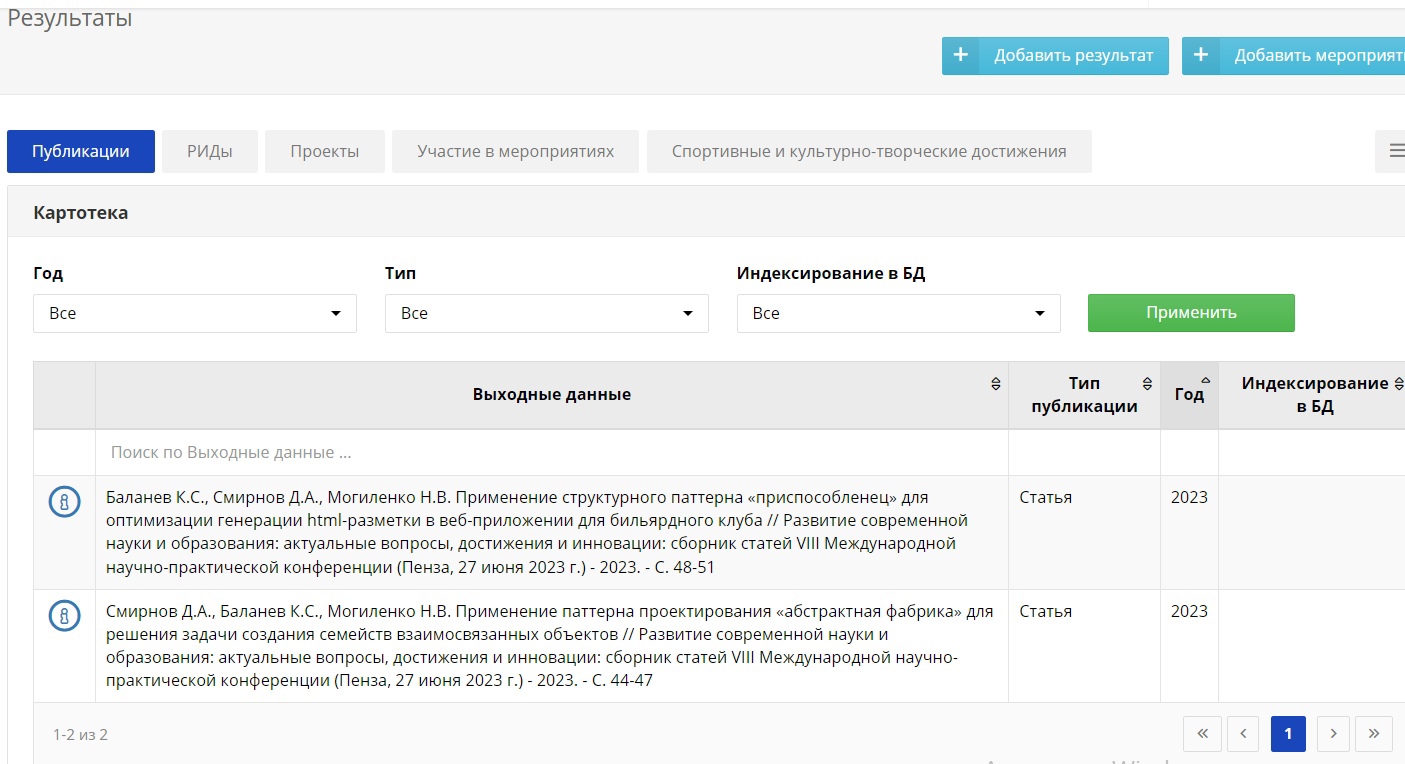 Результаты
+ Добавить результат
+ Добавить мероприят
Публикации
РИДы
Проекты
Участие в мероприятиях
Спортивные и культурно-творческие достижения
Картотека
Год
Тип
Индексирование в БД
Все
Все
Все
Применить
Выходные данные
Тип
публикации
Год
Индексирование
в БД
Поиск по Выходные данные ...
Баланев К.С., Смирнов Д.А., Могиленко Н.В. Применение структурного паттерна «приспособленец» для
оптимизации генерации html-разметки в веб-приложении для бильярдного клуба // Развитие современной
науки и образования: актуальные вопросы, достижения и инновации: сборник статей VIII Международной
научно-практической конференции (Пенза, 27 июня 2023 г.) - 2023. - С. 48-51
Статья
2023
Смирнов Д.А., Баланев К.С., Могиленко Н.В. Применение паттерна проектирования «абстрактная фабрика» для
решения задачи создания семейств взаимосвязанных объектов // Развитие современной науки и
образования: актуальные вопросы, достижения и инновации: сборник статей VIII Международной научно-
практической конференции (Пенза, 27 июня 2023 г.) - 2023. - С. 44-47
Статья
2023
1-2 из 2
« ‹ 1 › »